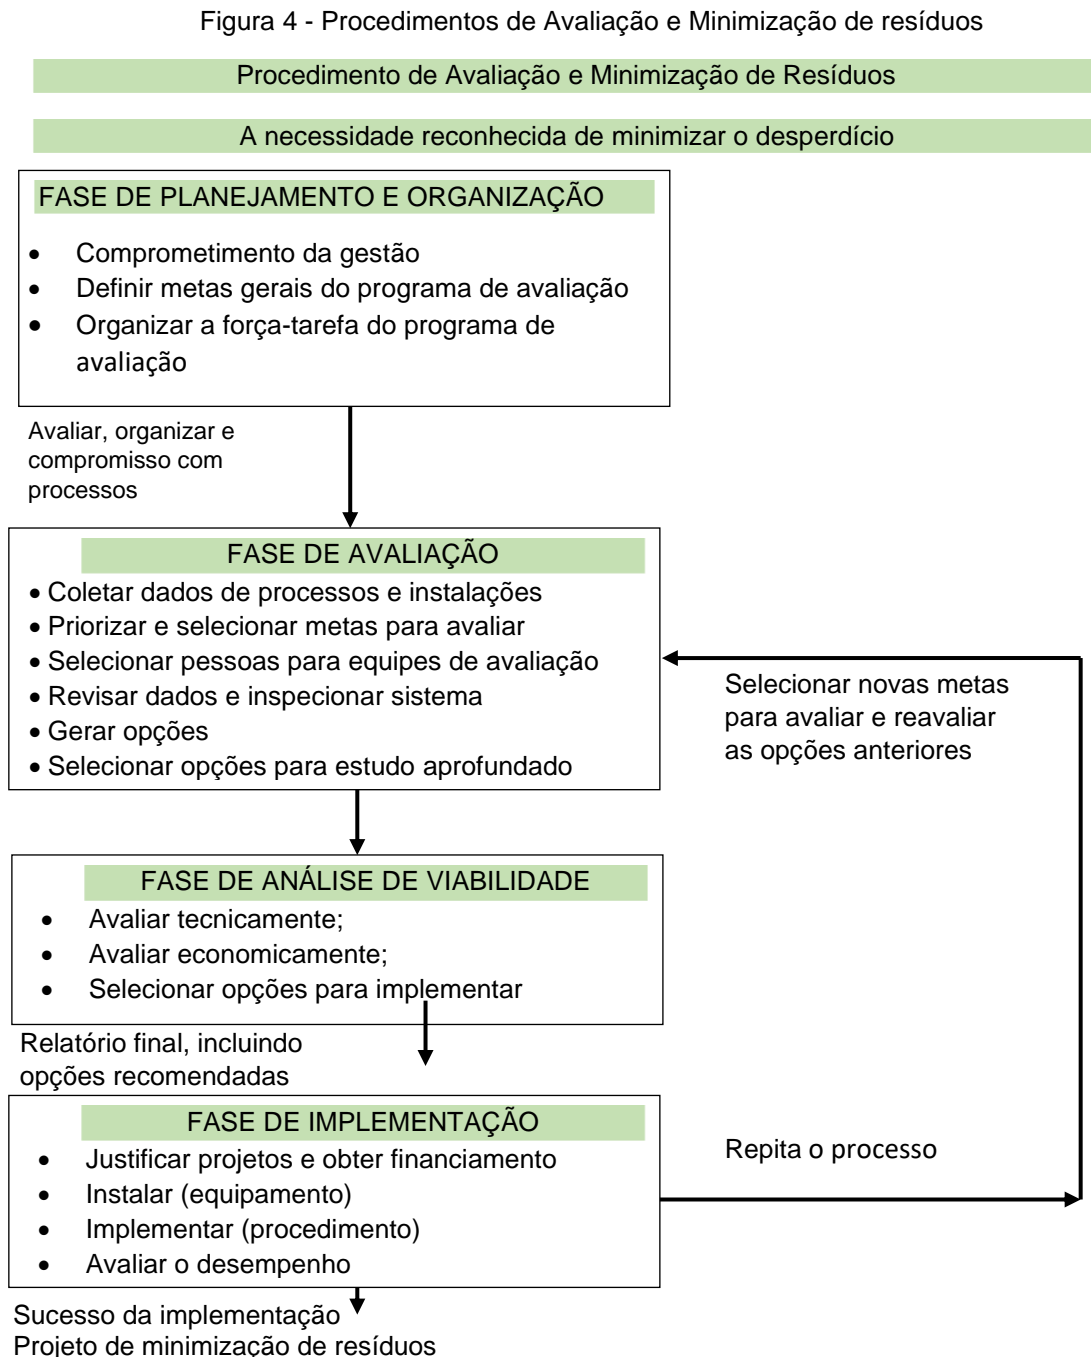 Figura 4 - Procedimentos de Avaliação e Minimização de resíduos
Procedimento de Avaliação e Minimização de Resíduos
A necessidade reconhecida de minimizar o desperdício
FASE DE PLANEJAMENTO E ORGANIZAÇÃO
• Comprometimento da gestão
• Definir metas gerais do programa de avaliação
• Organizar a força-tarefa do programa de
avaliação
Avaliar, organizar e
compromisso com
processos
FASE DE AVALIAÇÃO
• Coletar dados de processos e instalações
• Priorizar e selecionar metas para avaliar
• Selecionar pessoas para equipes de avaliação
• Revisar dados e inspecionar sistema
• Gerar opções
• Selecionar opções para estudo aprofundado
Selecionar novas metas
para avaliar e reavaliar
as opções anteriores
FASE DE ANÁLISE DE VIABILIDADE
• Avaliar tecnicamente;
• Avaliar economicamente;
• Selecionar opções para implementar
Relatório final, incluindo
opções recomendadas
FASE DE IMPLEMENTAÇÃO
• Justificar projetos e obter financiamento
• Instalar (equipamento)
• Implementar (procedimento)
• Avaliar o desempenho
Repita o processo
Sucesso da implementação
Projeto de minimização de resíduos